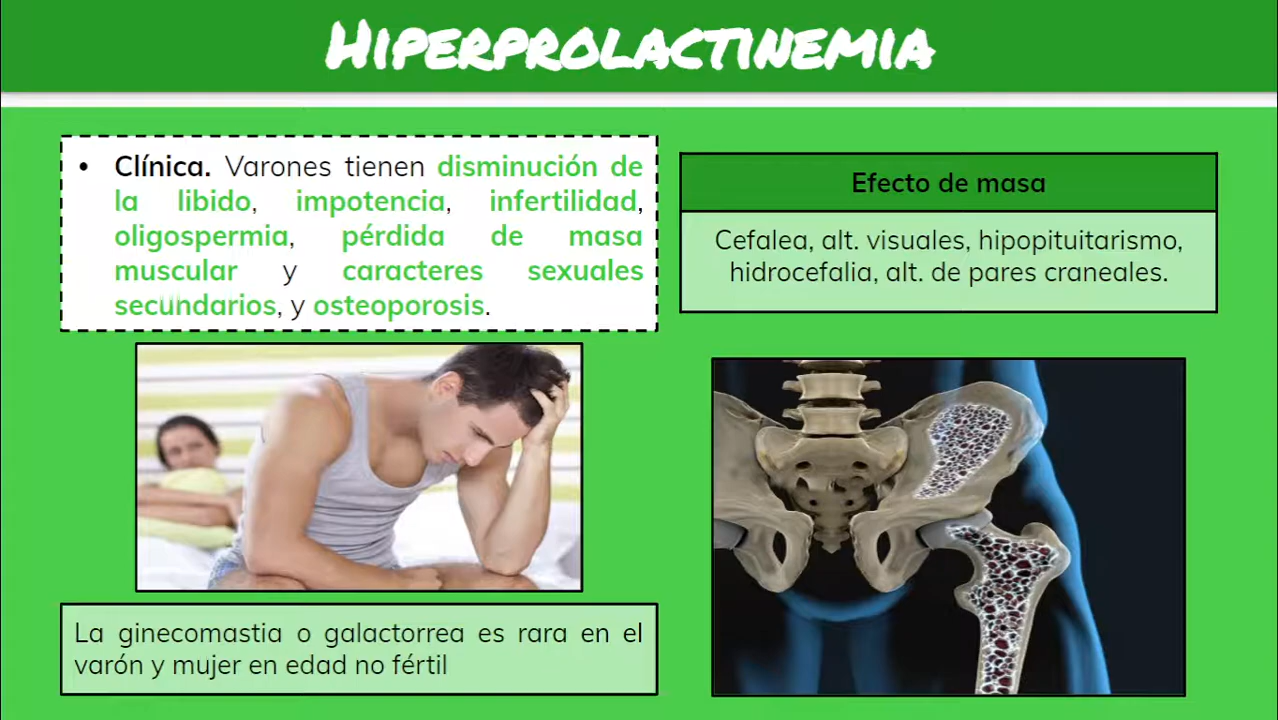 HIPERPROLACTINEMIA
• Clínica. Varones tienen disminución de
la libido, impotencia, infertilidad,
oligospermia, pérdida de masa
muscular y caracteres sexuales
secundarios, y osteoporosis.
Efecto de masa
Cefalea, alt. visuales, hipopituitarismo,
hidrocefalia, alt. de pares craneales.
La ginecomastia o galactorrea es rara en el
varón y mujer en edad no fértil